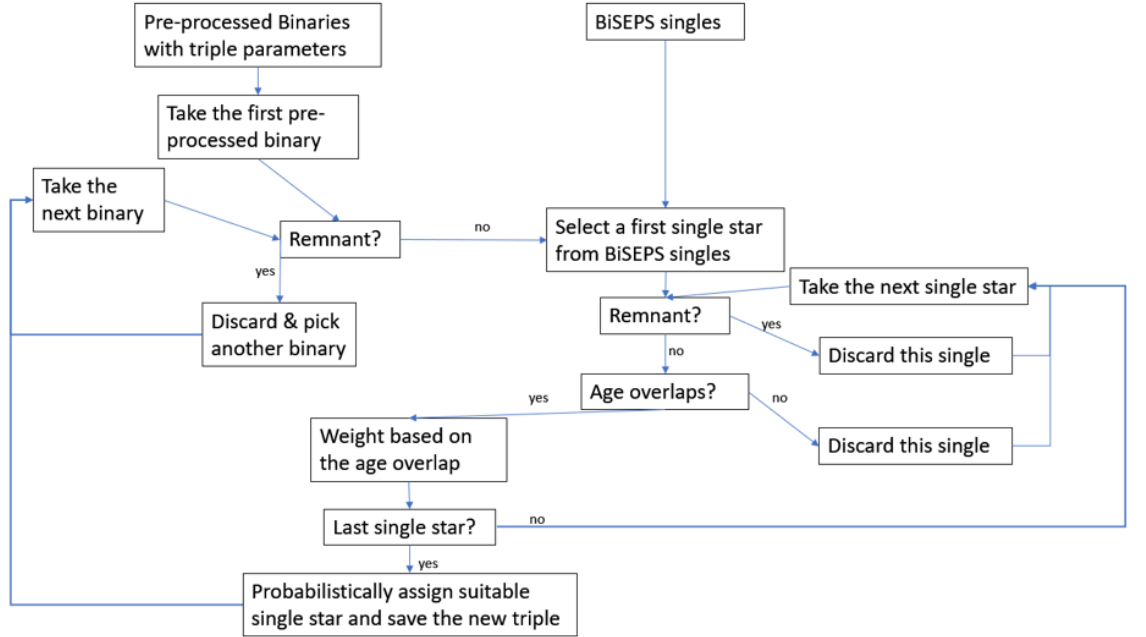 Pre-processed Binaries
with triple parameters
BiSEPS singles
Take the first pre-
processed binary
Take the
next binary
Remnant?
no
Select a first single star
from BiSEPS singles
yes
Take the next single star
Discard & pick
another binary
Remnant?
yes
Discard this single
no
Age overlaps?
yes
no
Weight based on
the age overlap
Discard this single
Last single star?
no
yes
Probabilistically assign suitable
single star and save the new triple